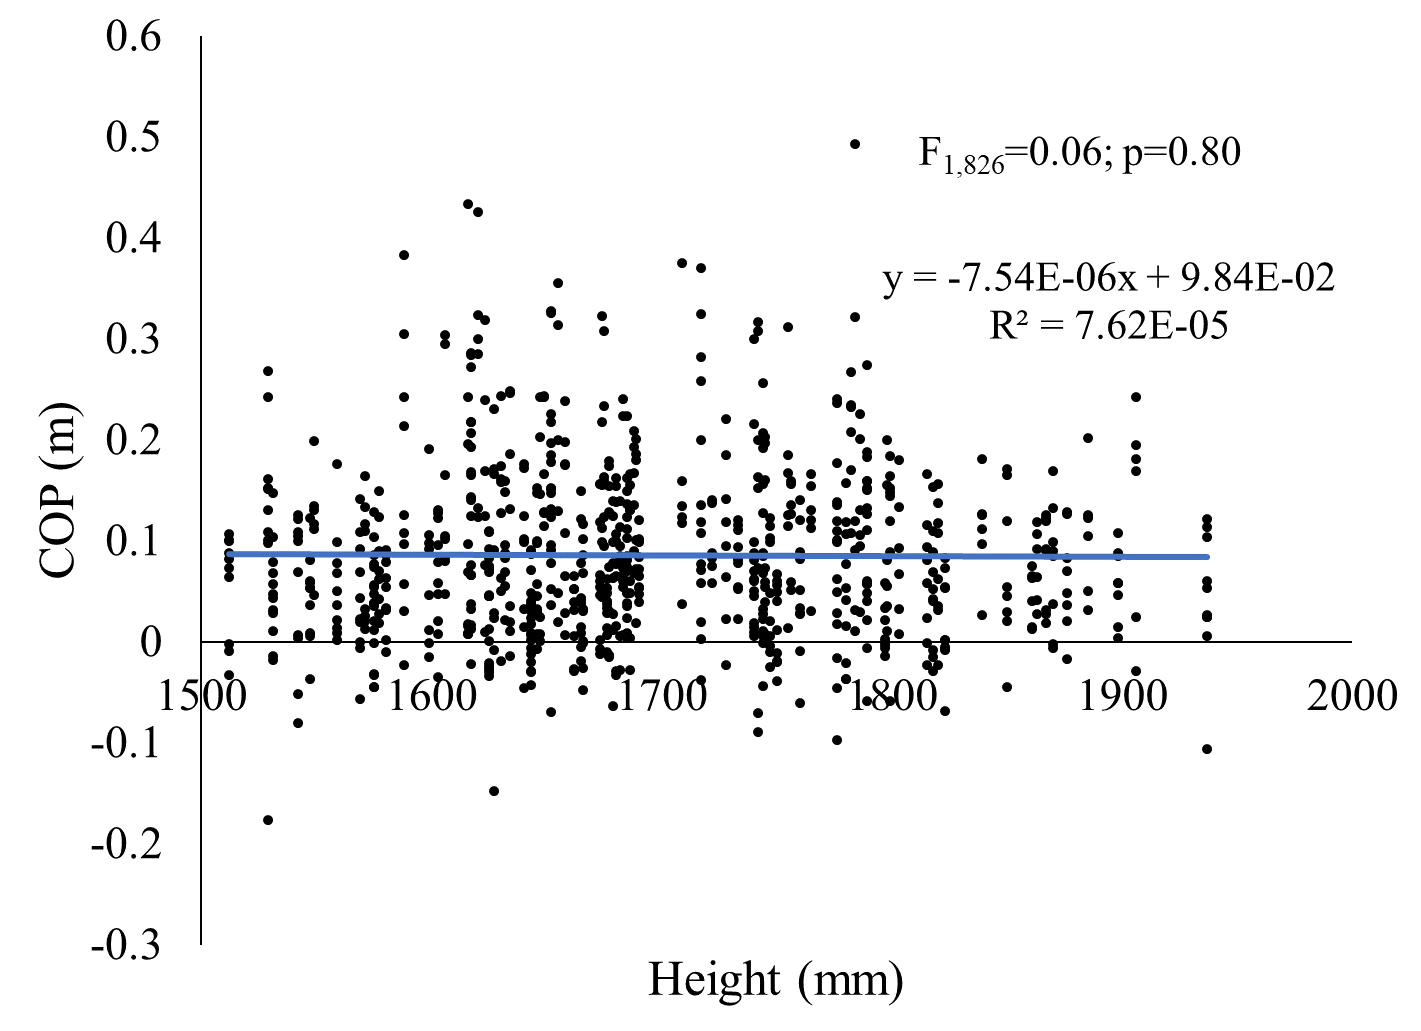 0.6
0.5
0.4
0.3
0.2
0.1
0
-0.1
-0.2
-0.3
COP (m)
F1,826=0.06; p=0.80
y = -7.54E-06x + 9.84E-02
R² = 7.62E-05
1500 1600 1700 1800 1900 2000
Height (mm)